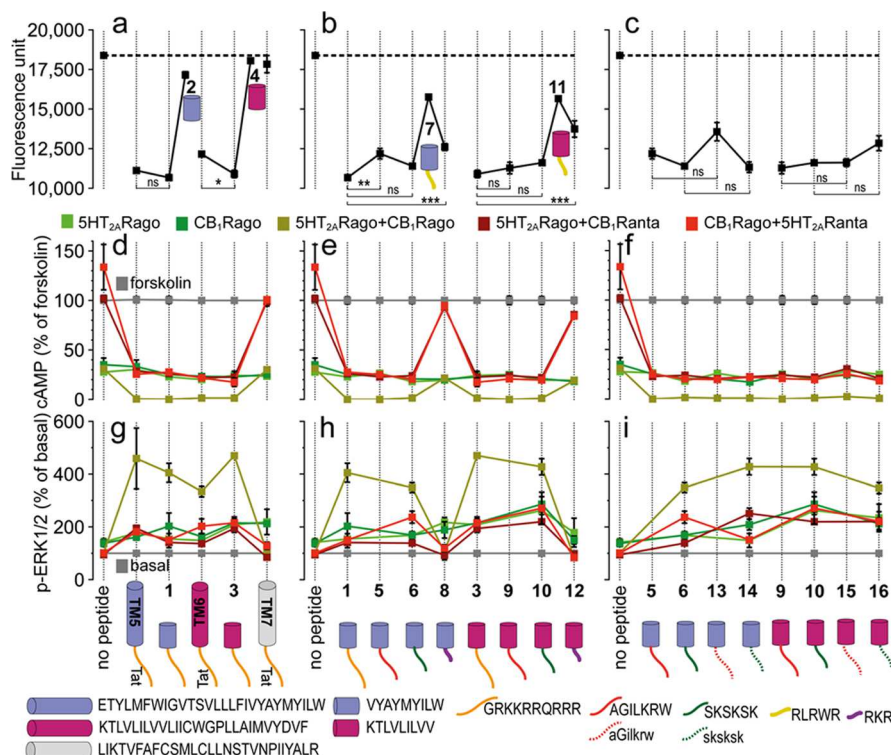 a b c
Fluorescence unit
20,000
17,500
15,000
12,500
10,000
2 4 7 11
ns * ** ns *** ns ns *** ns ns ns ns
5HT2ARago CB1Rago 5HT2ARago+CB1Rago 5HT2ARago+CB1Ranta CB1Rago+5HT2ARanta
d e f
cAMP (% of forskolin)
150
100
50
0
forskolin
g h i
p-ERK1/2 (% of basal)
600
400
200
0
basal
no peptide TM5 1 TM6 3 TM7 no peptide 1 5 6 8 3 9 10 12 no peptide 5 6 13 14 9 10 15 16
Tat Tat Tat
ETYLMFWIGVTSVLLLFIVYAYMYILW VYAYMYILW GRKKRRQRRR AGILKRW SKSKSK RLRWR
KTLVLILVVLIICWGPLLAIMVYDVF KTLVLILVV aGilkrw sksksk RKR
LIKTVFAFCSMLCLLNSTVNPIIYALR